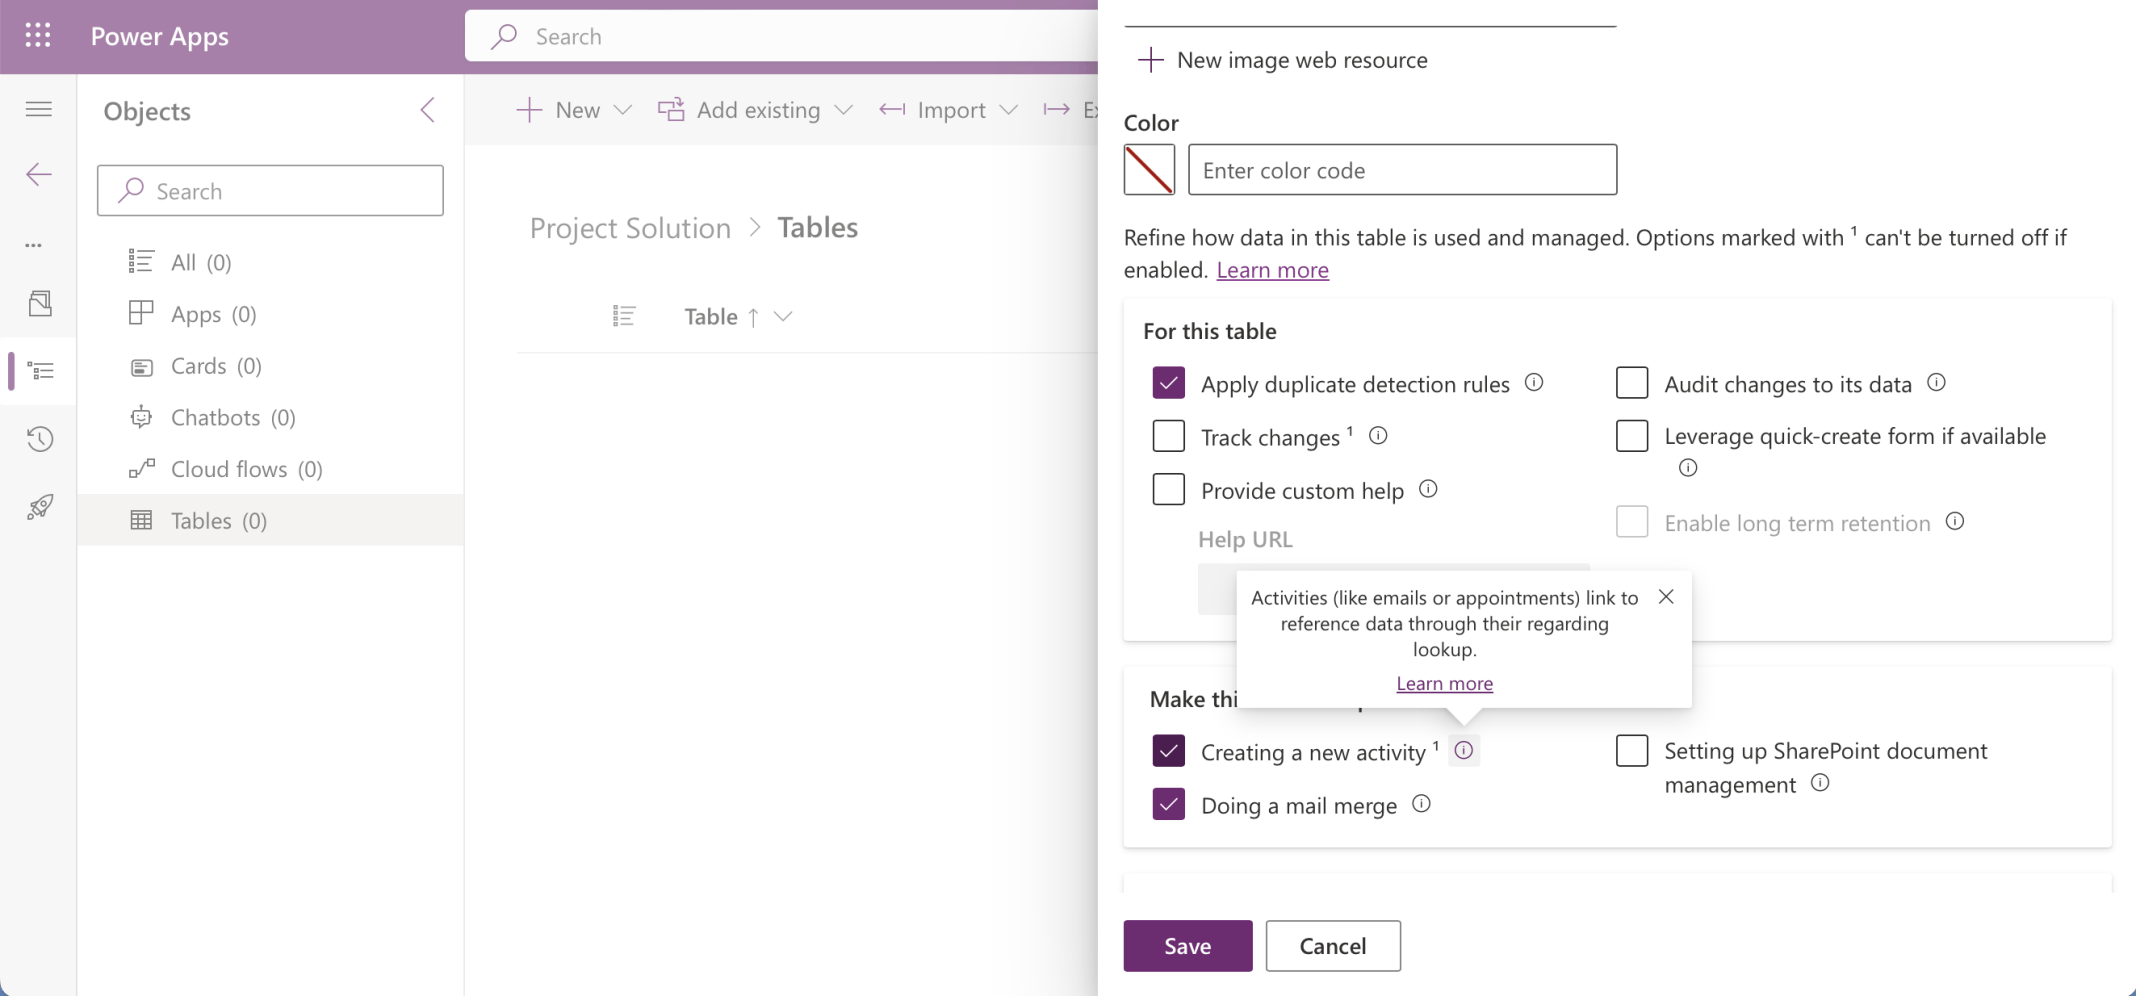 Power Apps
Search
Objects
Search
All (0)
Apps (0)
Cards (0)
Chatbots (0)
Cloud flows (0)
Tables (0)
New
Add existing
Import
Project Solution > Tables
Table ↑
New image web resource
Color
Enter color code
Refine how data in this table is used and managed. Options marked with ¹ can't be turned off if
enabled. Learn more
For this table
Apply duplicate detection rules
Track changes ¹
Provide custom help
Help URL
Audit changes to its data
Leverage quick-create form if available
Enable long term retention
Activities (like emails or appointments) link to
reference data through their regarding
lookup.
Learn more
Make thi
Creating a new activity ¹
Doing a mail merge
Setting up SharePoint document
management
Save
Cancel